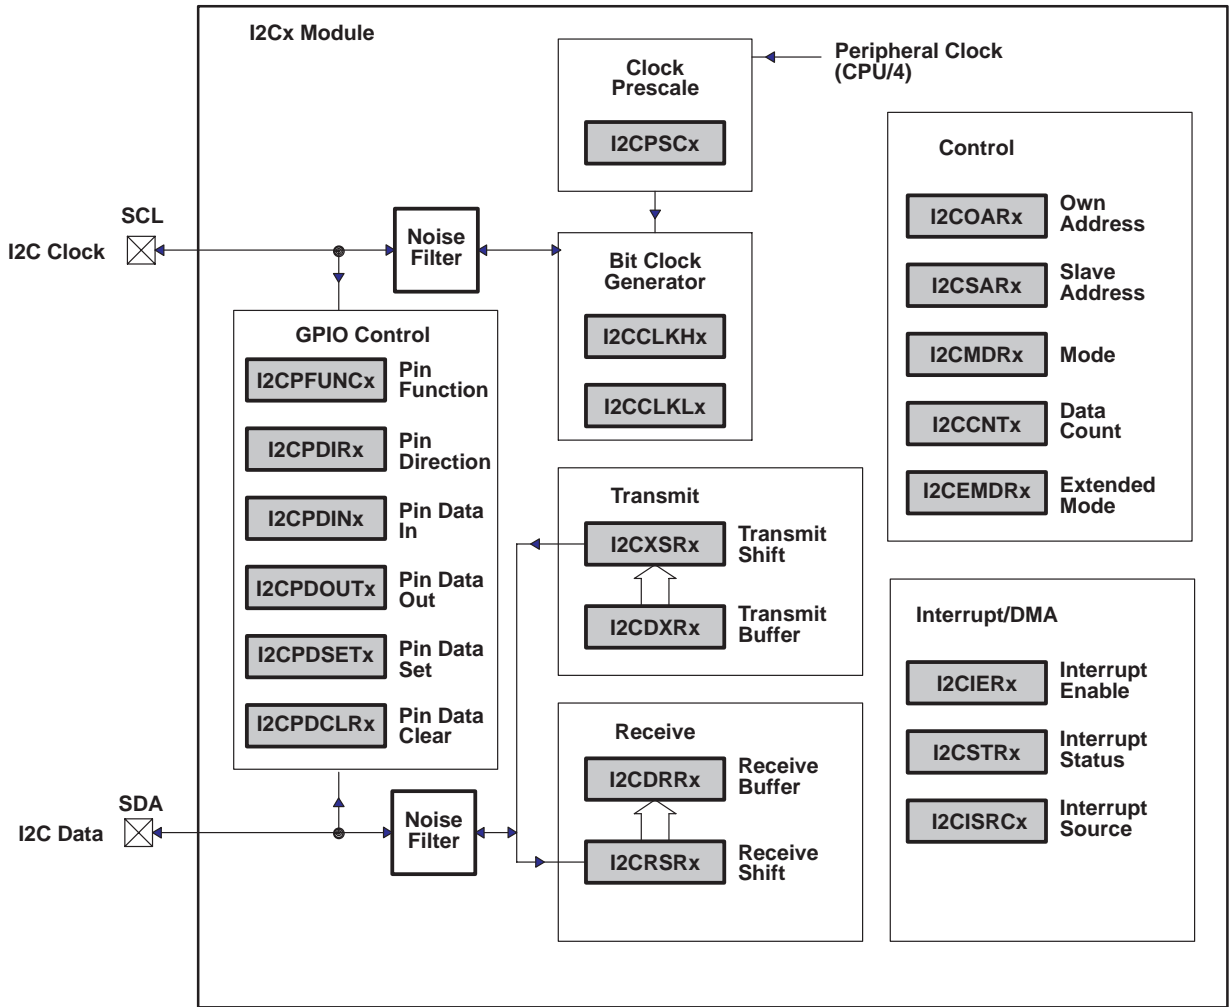 I2Cx Module
Peripheral Clock
(CPU/4)
Clock
Prescale
I2CPSCx
SCL
I2C Clock
Noise
Filter
Bit Clock
Generator
I2CCLKHx
I2CCLKLx
GPIO Control
I2CPFUNCx
Pin
Function
I2CPDIRx
Pin
Direction
I2CPDINx
Pin Data
In
I2CPDOUTx
Pin Data
Out
I2CPDSETx
Pin Data
Set
I2CPDCLRx
Pin Data
Clear
SDA
I2C Data
Noise
Filter
Transmit
I2CXSRx
Transmit
Shift
I2CDXRx
Transmit
Buffer
Receive
I2CDRRx
Receive
Buffer
I2CRSRx
Receive
Shift
Control
I2COARx
Own
Address
I2CSARx
Slave
Address
I2CMDRx
Mode
I2CCNTx
Data
Count
I2CEMDRx
Extended
Mode
Interrupt/DMA
I2CIERx
Interrupt
Enable
I2CSTRx
Interrupt
Status
I2CISRCx
Interrupt
Source